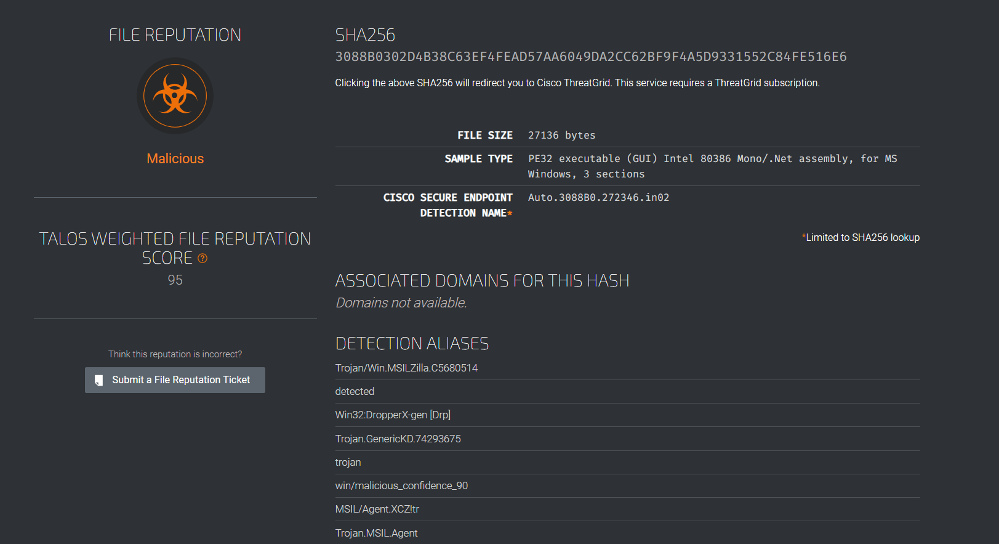 FILE REPUTATION
Malicious
TALOS WEIGHTED FILE REPUTATION
SCORE ?
95
Think this reputation is incorrect?
Submit a File Reputation Ticket
SHA256
3088B0302D4B38C63EF4FEAD57AA6049DA2CC62BF9F4A5D9331552C84FE516E6
Clicking the above SHA256 will redirect you to Cisco ThreatGrid. This service requires a ThreatGrid subscription.
FILE SIZE 27136 bytes
SAMPLE TYPE PE32 executable (GUI) Intel 80386 Mono/.Net assembly, for MS
Windows, 3 sections
CISCO SECURE ENDPOINT Auto.3088B0.272346.in02
DETECTION NAME*
*Limited to SHA256 lookup
ASSOCIATED DOMAINS FOR THIS HASH
Domains not available.
DETECTION ALIASES
Trojan/Win.MSILZilla.C5680514
detected
Win32:DropperX-gen [Drp]
Trojan.GenericKD.74293675
trojan
win/malicious_confidence_90
MSIL/Agent.XCZ!tr
Trojan.MSIL.Agent